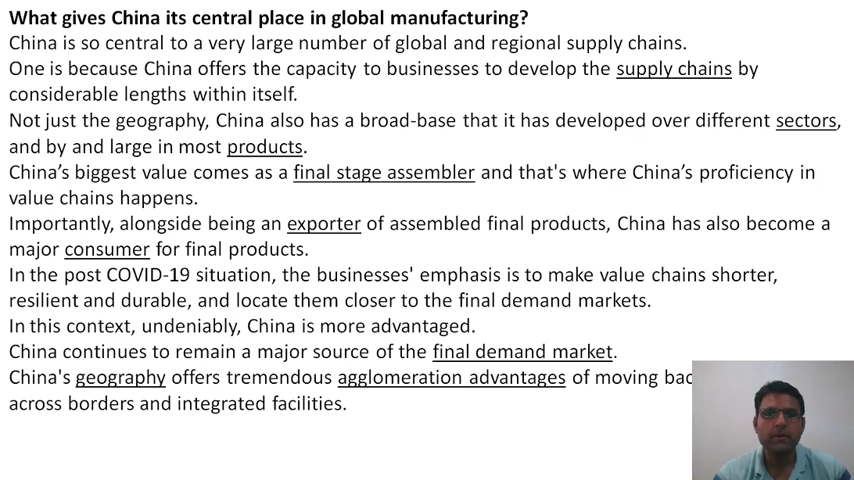 What gives China its central place in global manufacturing?
China is so central to a very large number of global and regional supply chains.
One is because China offers the capacity to businesses to develop the supply chains by
considerable lengths within itself.
Not just the geography, China also has a broad-base that it has developed over different sectors,
and by and large in most products.
China’s biggest value comes as a final stage assembler and that's where China’s proficiency in
value chains happens.
Importantly, alongside being an exporter of assembled final products, China has also become a
major consumer for final products.
In the post COVID-19 situation, the businesses' emphasis is to make value chains shorter,
resilient and durable, and locate them closer to the final demand markets.
In this context, undeniably, China is more advantaged.
China continues to remain a major source of the final demand market.
China's geography offers tremendous agglomeration advantages of moving
across borders and integrated facilities.